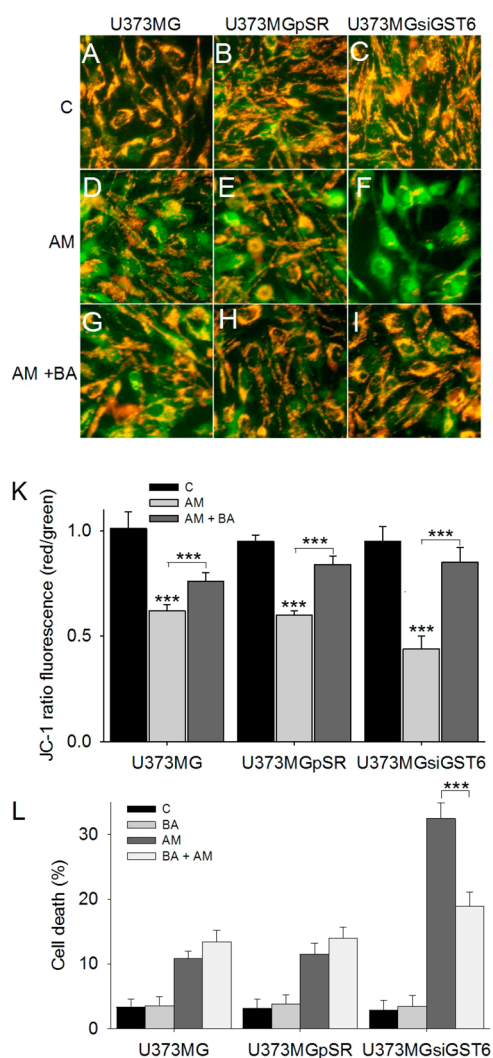 U373MG U373MGpSR U373MGsiGST6
A B C
C
D E F
AM
G H I
AM +BA
K
C
AM
AM + BA
JC-1 ratio fluorescence (red/green)
1.0
0.5
0.0
*** *** ***
*** *** ***
U373MG U373MGpSR U373MGsiGST6
L
C
BA
AM
BA + AM
***
Cell death (%)
30
20
10
0
U373MG U373MGpSR U373MGsiGST6